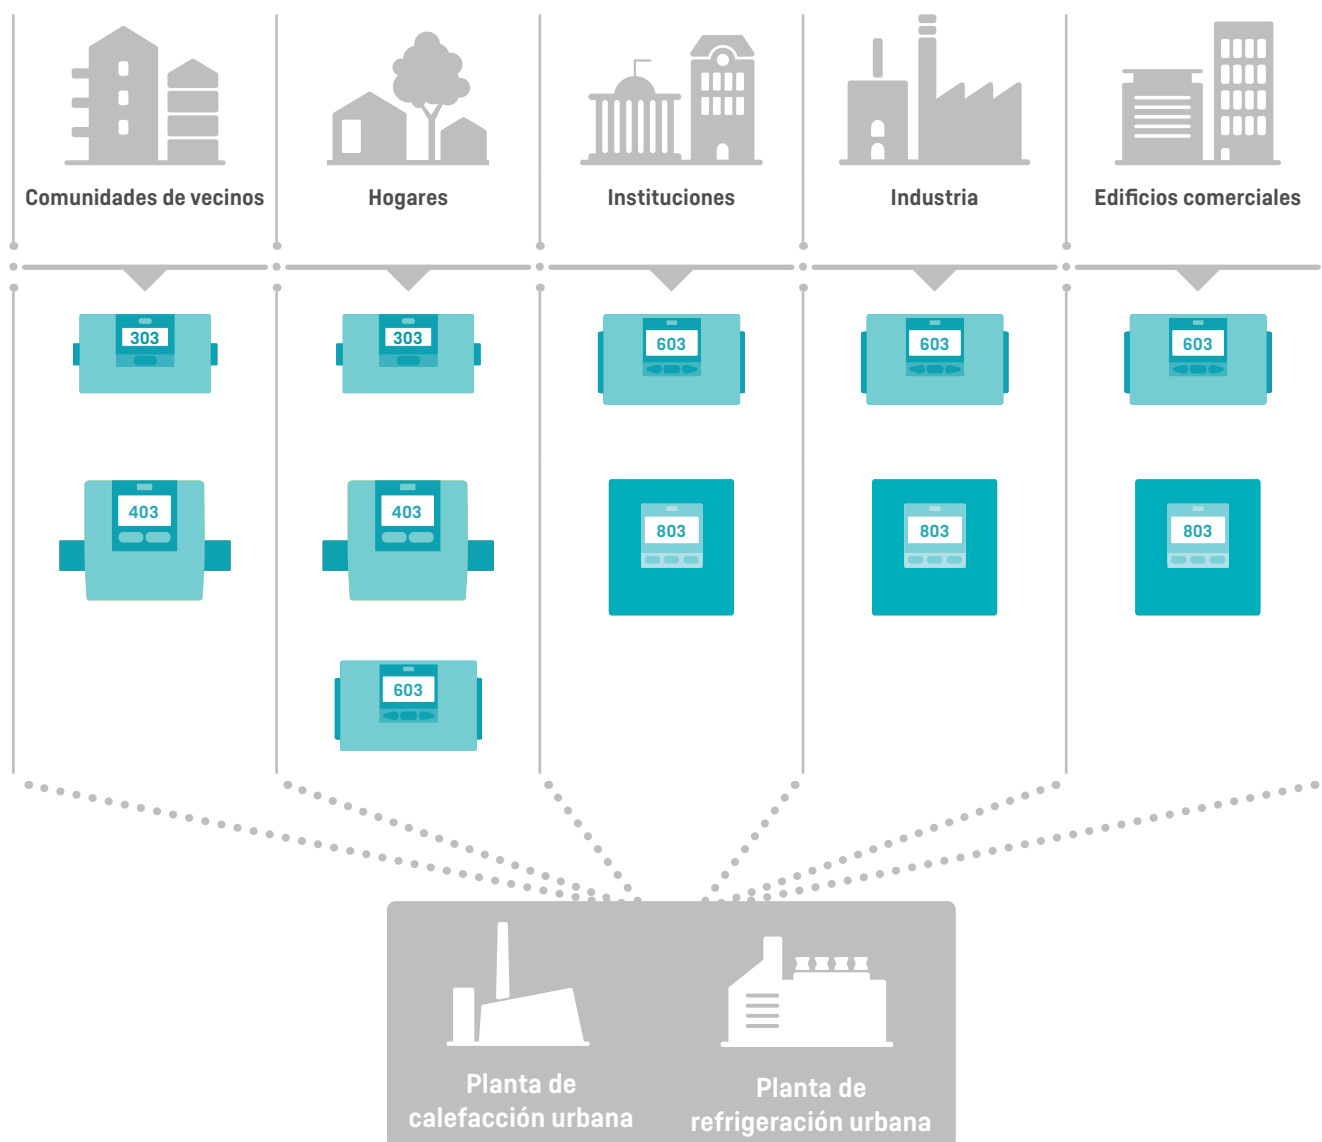 Comunidades de vecinos
Hogares
Instituciones
Industria
Edificios comerciales
303
303
603
603
603
403
403
803
803
803
603
Planta de
calefacción urbana
Planta de
refrigeración urbana